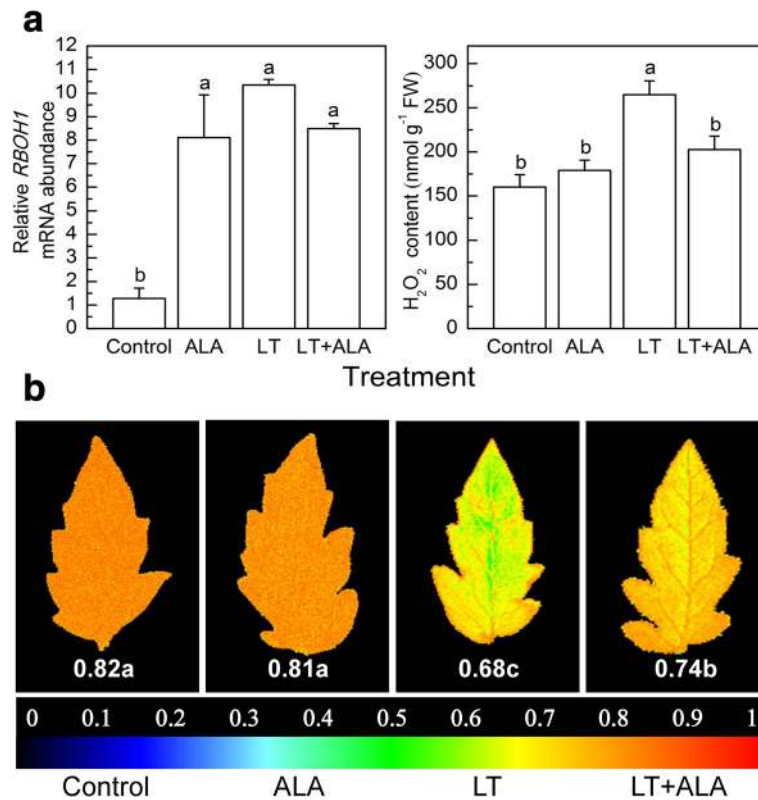 a
12
11
10
9
8
7
6
5
4
3
2
1
0
Relative RBOH1
mRNA abundance
b
a
a
a
Control ALA LT LT+ALA
300
250
200
150
100
50
0
H₂O₂ content (nmol g⁻¹ FW)
b
b
a
b
Control ALA LT LT+ALA
Treatment
b
0.82a 0.81a 0.68c 0.74b
0 0.1 0.2 0.3 0.4 0.5 0.6 0.7 0.8 0.9 1
Control ALA LT LT+ALA